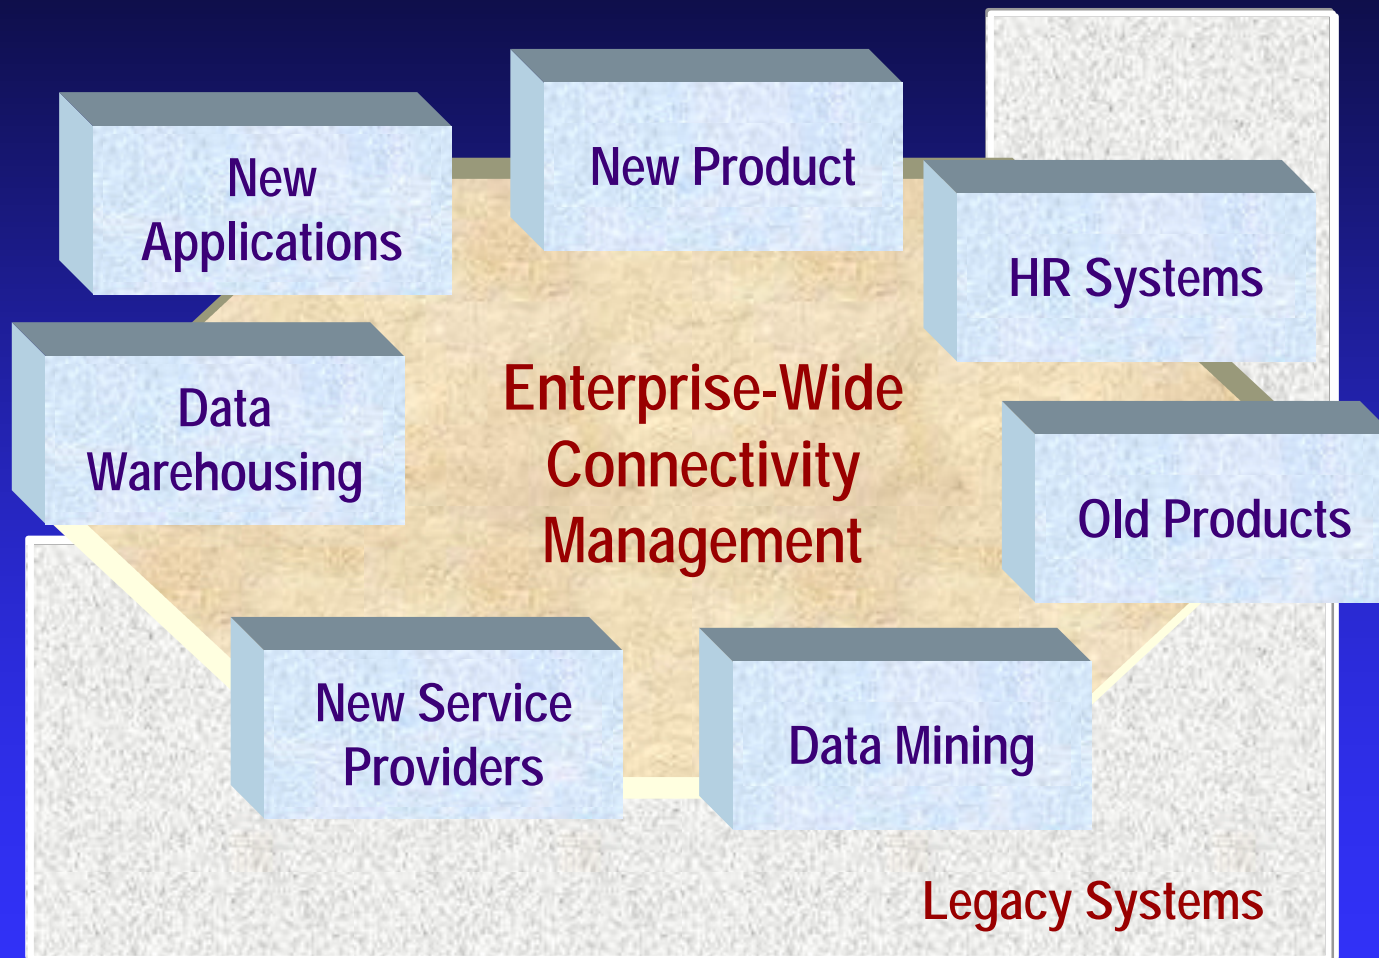 New
Applications
New Product
HR Systems
Data
Warehousing
Enterprise-Wide
Connectivity
Management
Old Products
New Service
Providers
Data Mining
Legacy Systems